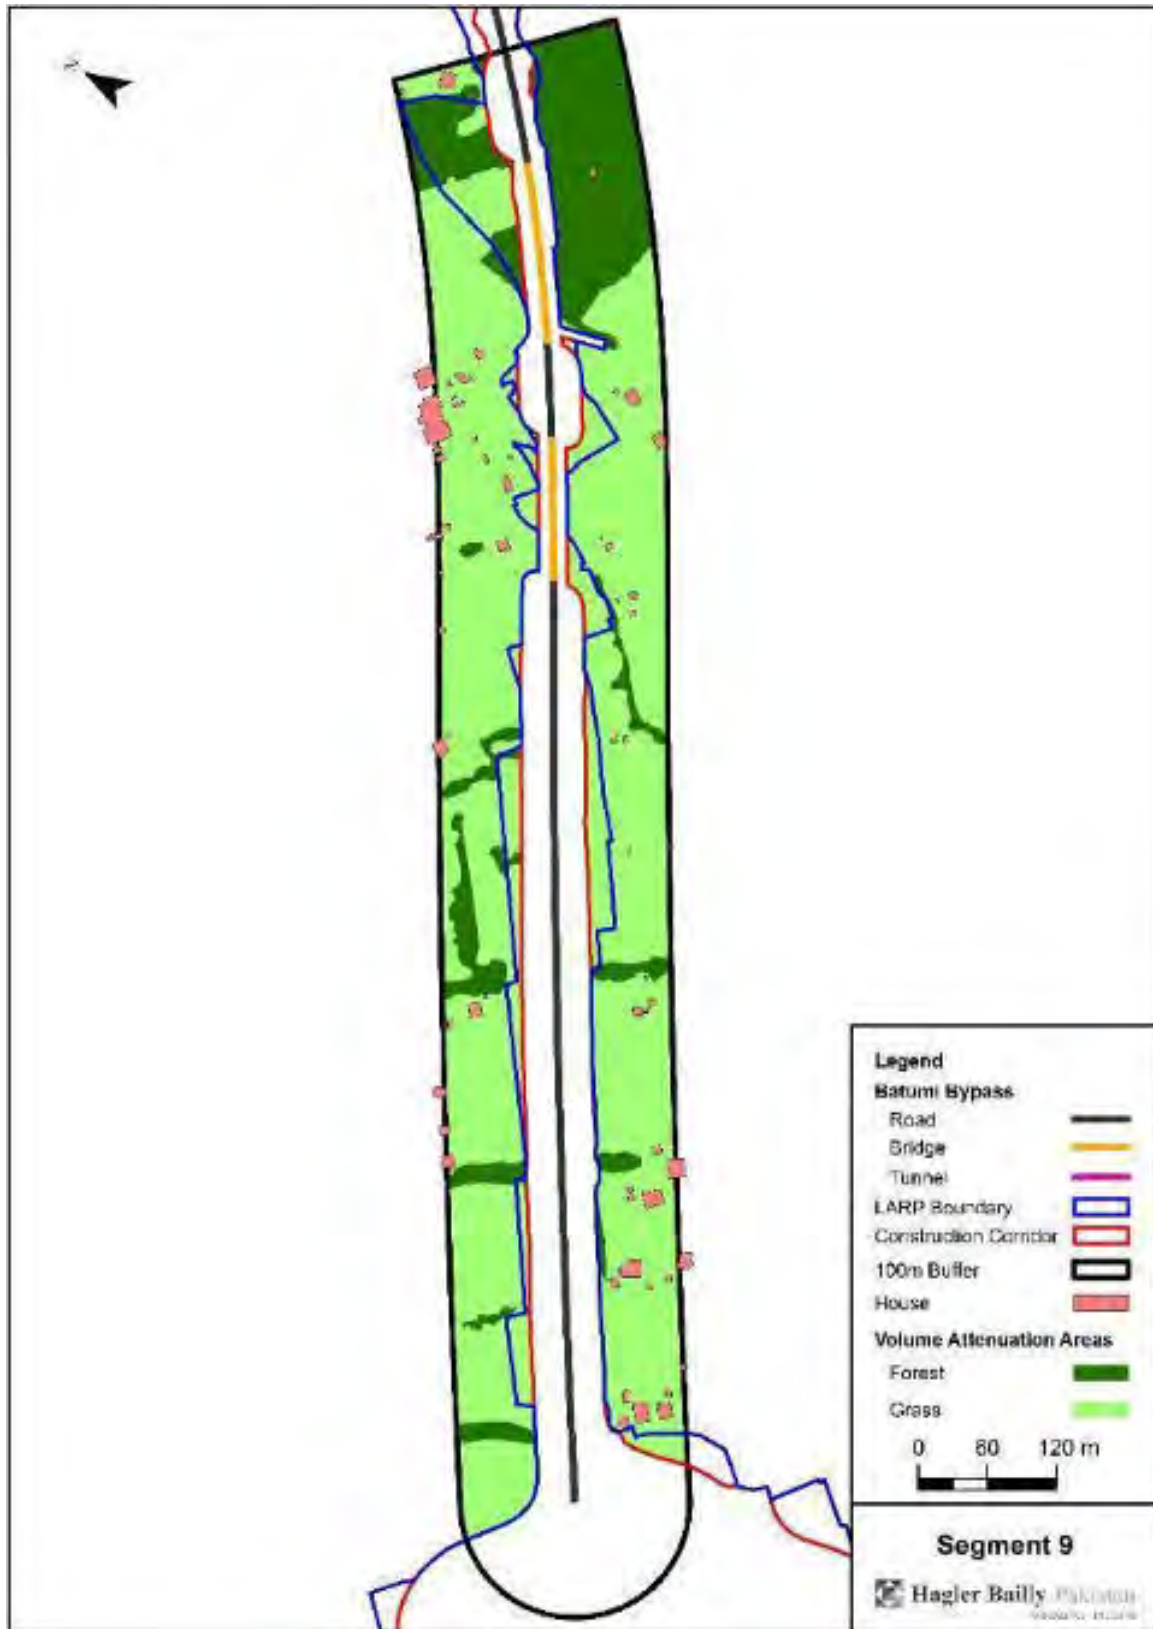 N
Legend
Batumi Bypass
Road
Bridge
Tunnel
LARP Boundary
Construction Corridor
100m Buffer
House
Volume Attenuation Areas
Forest
Grass
0 60 120 m
Segment 9
Hagler Bailly Pakistan